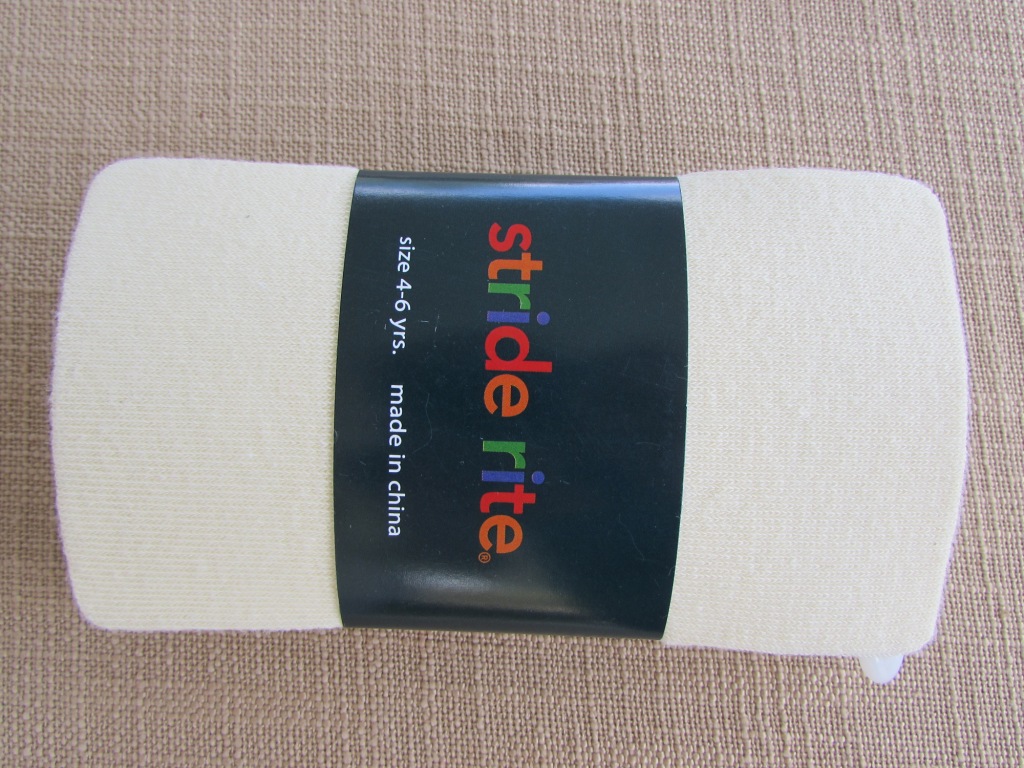 stride rite®
size 4-6 yrs. made in china